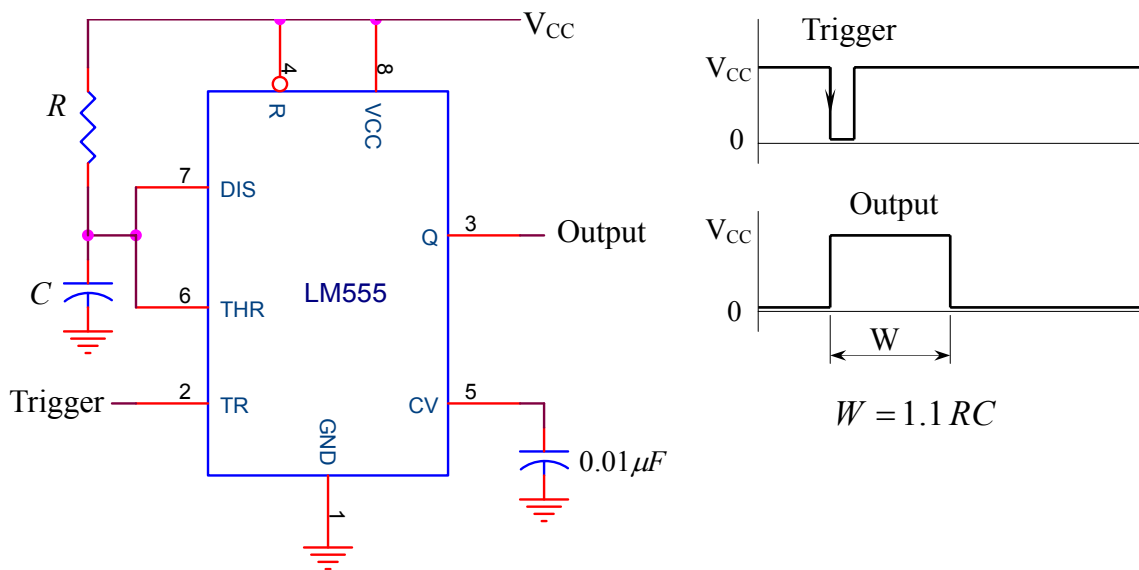 V_CC
4
8
R
R
VCC
7
DIS
3
Q
Output
C
6
THR
LM555
Trigger
2
TR
CV
5
GND
0.01μF
1
Trigger
V_CC
0
Output
V_CC
0
W
W = 1.1 RC